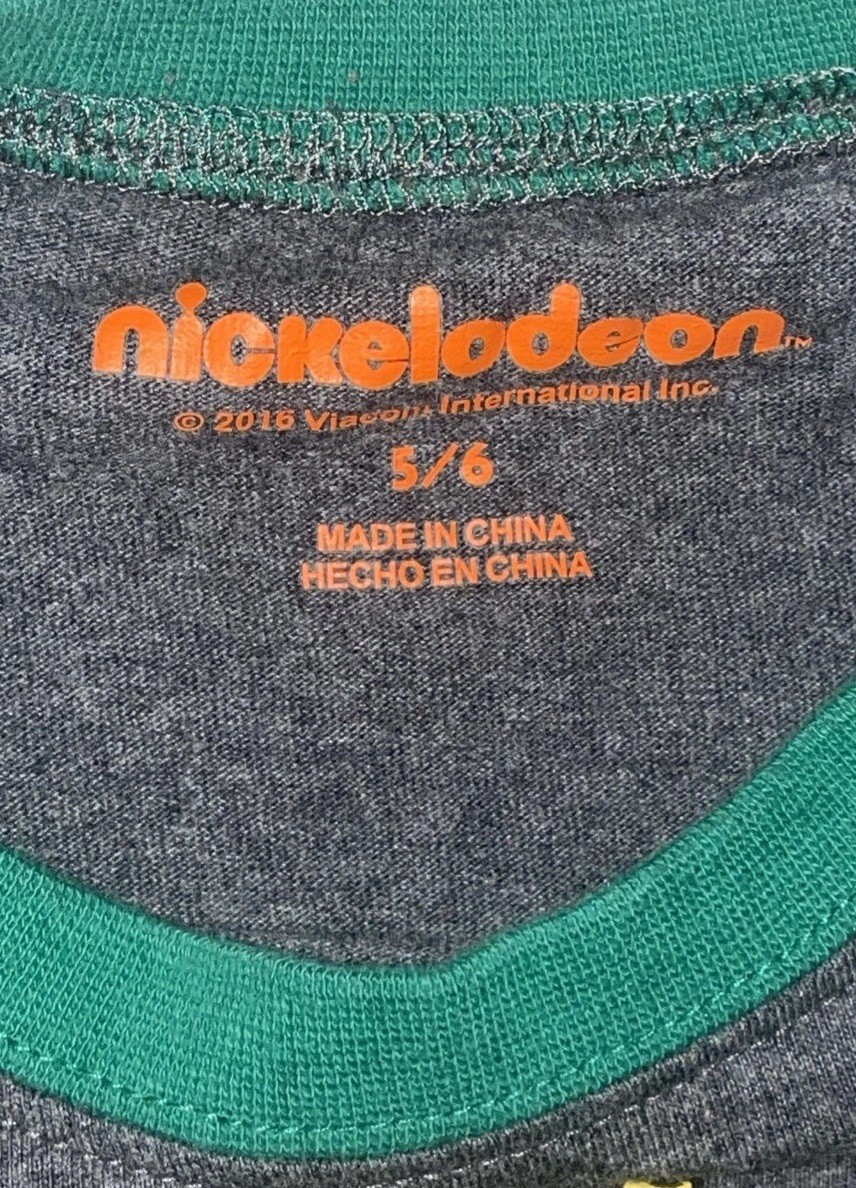 nickelodeon™
© 2016 Viacom International Inc.
5/6
MADE IN CHINA
HECHO EN CHINA